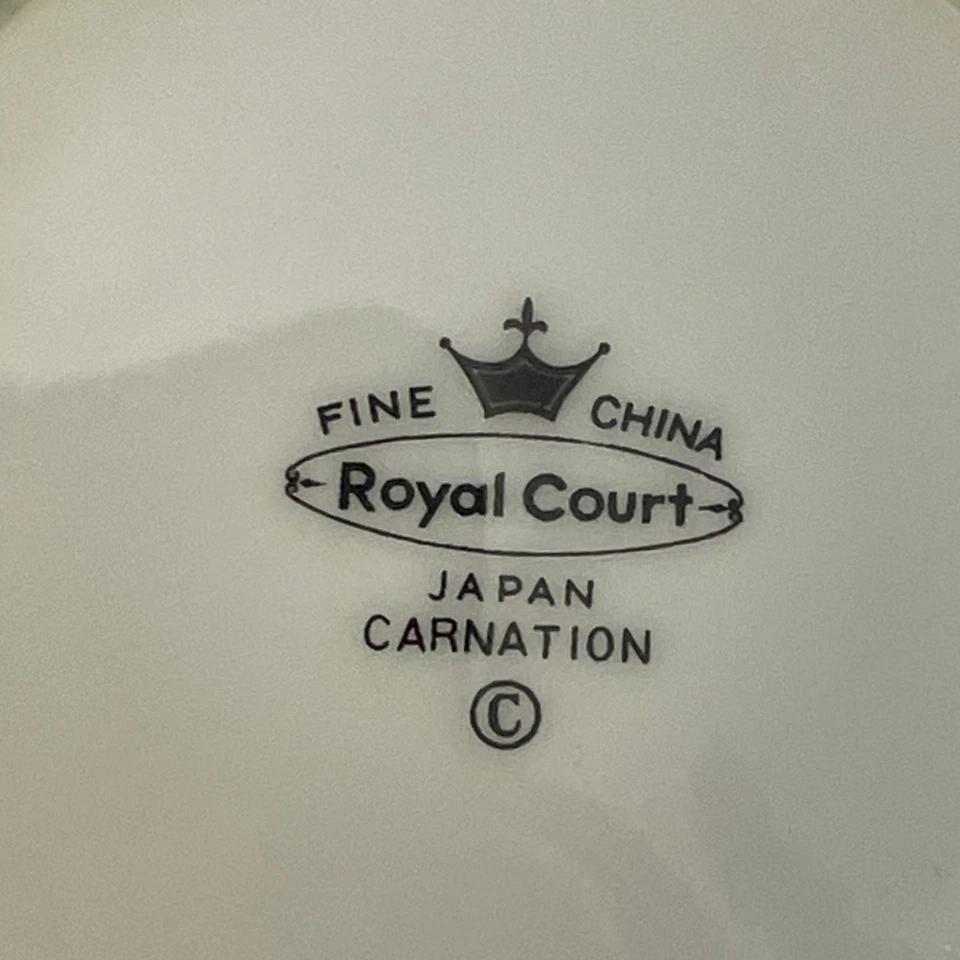 FINE CHINA
Royal Court
JAPAN
CARNATION
©